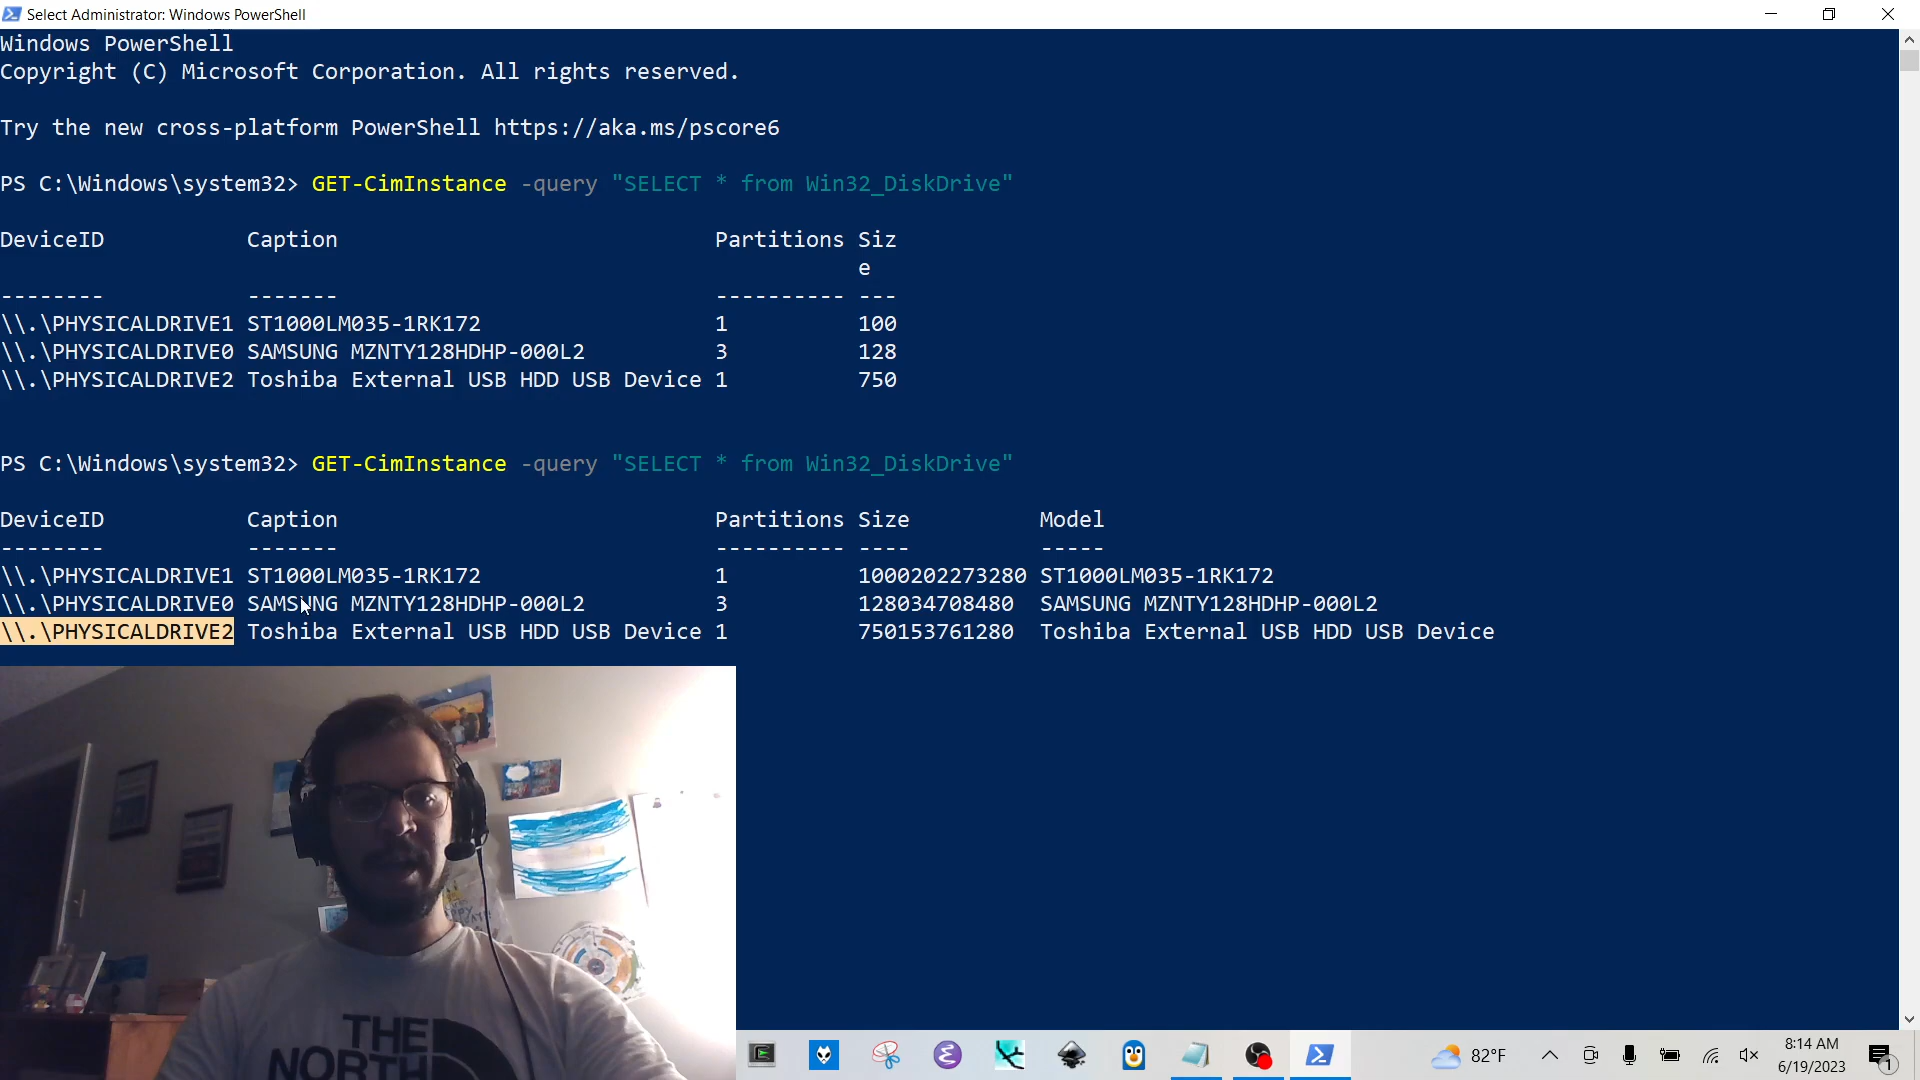 Select Administrator: Windows PowerShell
Windows PowerShell
Copyright (C) Microsoft Corporation. All rights reserved.
Try the new cross-platform PowerShell https://aka.ms/pscore6
PS C:\Windows\system32> GET-CimInstance -query "SELECT * from Win32_DiskDrive"
DeviceID Caption Partitions Siz
e
-------- ------- ---------- ---
\\.\PHYSICALDRIVE1 ST1000LM035-1RK172 1 100
\\.\PHYSICALDRIVE0 SAMSUNG MZNTY128HDHP-000L2 3 128
\\.\PHYSICALDRIVE2 Toshiba External USB HDD USB Device 1 750
PS C:\Windows\system32> GET-CimInstance -query "SELECT * from Win32_DiskDrive"
DeviceID Caption Partitions Size Model
-------- ------- ---------- ---- -----
\\.\PHYSICALDRIVE1 ST1000LM035-1RK172 1 1000202273280 ST1000LM035-1RK172
\\.\PHYSICALDRIVE0 SAMSUNG MZNTY128HDHP-000L2 3 128034708480 SAMSUNG MZNTY128HDHP-000L2
\\.\PHYSICALDRIVE2 Toshiba External USB HDD USB Device 1 750153761280 Toshiba External USB HDD USB Device
THE
NORTH
82°F
8:14 AM
6/19/2023
1